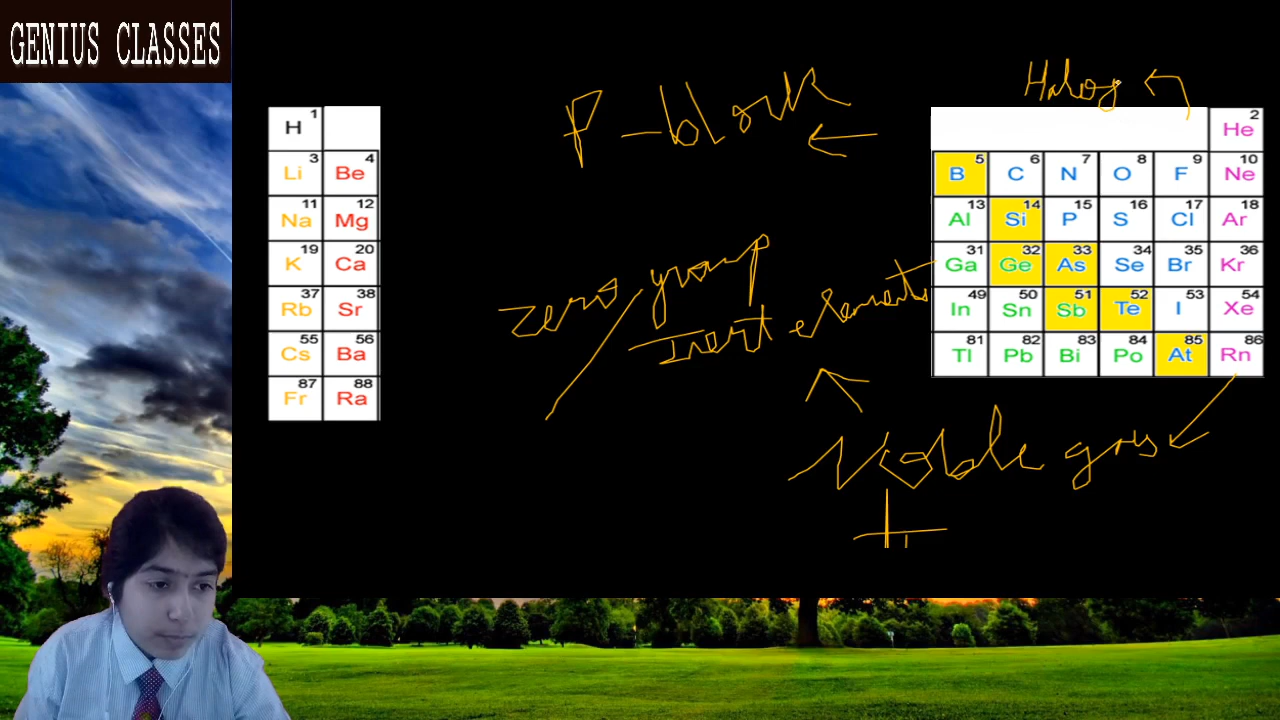 GENIUS CLASSES
P-block
Halog
H 1
He 2
Li 3 Be 4
B 5 C 6 N 7 O 8 F 9 Ne 10
Na 11 Mg 12
Al 13 Si 14 P 15 S 16 Cl 17 Ar 18
K 19 Ca 20
Ga 31 Ge 32 As 33 Se 34 Br 35 Kr 36
Rb 37 Sr 38
In 49 Sn 50 Sb 51 Te 52 I 53 Xe 54
Cs 55 Ba 56
Tl 81 Pb 82 Bi 83 Po 84 At 85 Rn 86
Fr 87 Ra 88
zero group
Inert elements
Noble gas